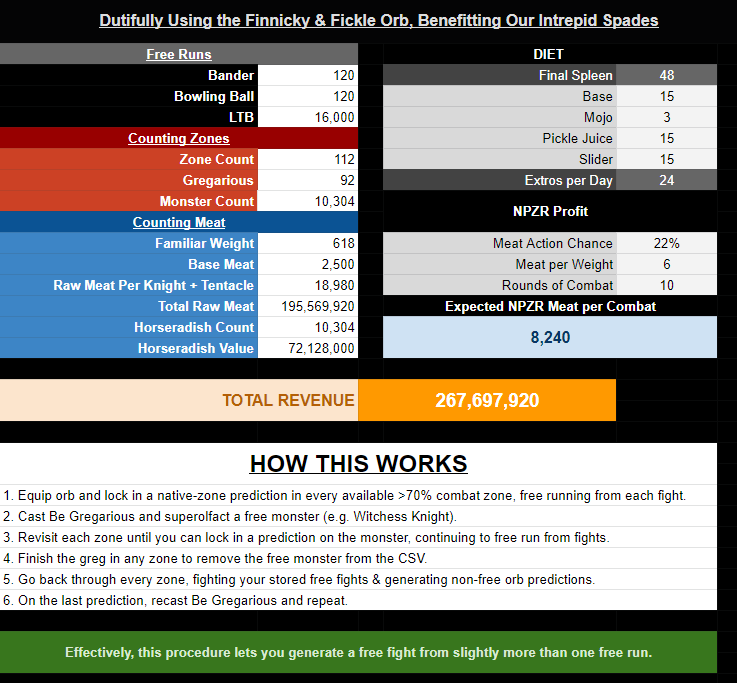 Dutifully Using the Finnicky & Fickle Orb, Benefitting Our Intrepid Spades
Free Runs
Bander 120
Bowling Ball 120
LTB 16,000
Counting Zones
Zone Count 112
Gregarious 92
Monster Count 10,304
Counting Meat
Familiar Weight 618
Base Meat 2,500
Raw Meat Per Knight + Tentacle 18,980
Total Raw Meat 195,569,920
Horseradish Count 10,304
Horseradish Value 72,128,000
DIET
Final Spleen 48
Base 15
Mojo 3
Pickle Juice 15
Slider 15
Extros per Day 24
NPZR Profit
Meat Action Chance 22%
Meat per Weight 6
Rounds of Combat 10
Expected NPZR Meat per Combat
8,240
TOTAL REVENUE 267,697,920
HOW THIS WORKS
1. Equip orb and lock in a native-zone prediction in every available >70% combat zone, free running from each fight.
2. Cast Be Gregarious and superolfact a free monster (e.g. Witchess Knight).
3. Revisit each zone until you can lock in a prediction on the monster, continuing to free run from fights.
4. Finish the greg in any zone to remove the free monster from the CSV.
5. Go back through every zone, fighting your stored free fights & generating non-free orb predictions.
6. On the last prediction, recast Be Gregarious and repeat.
Effectively, this procedure lets you generate a free fight from slightly more than one free run.